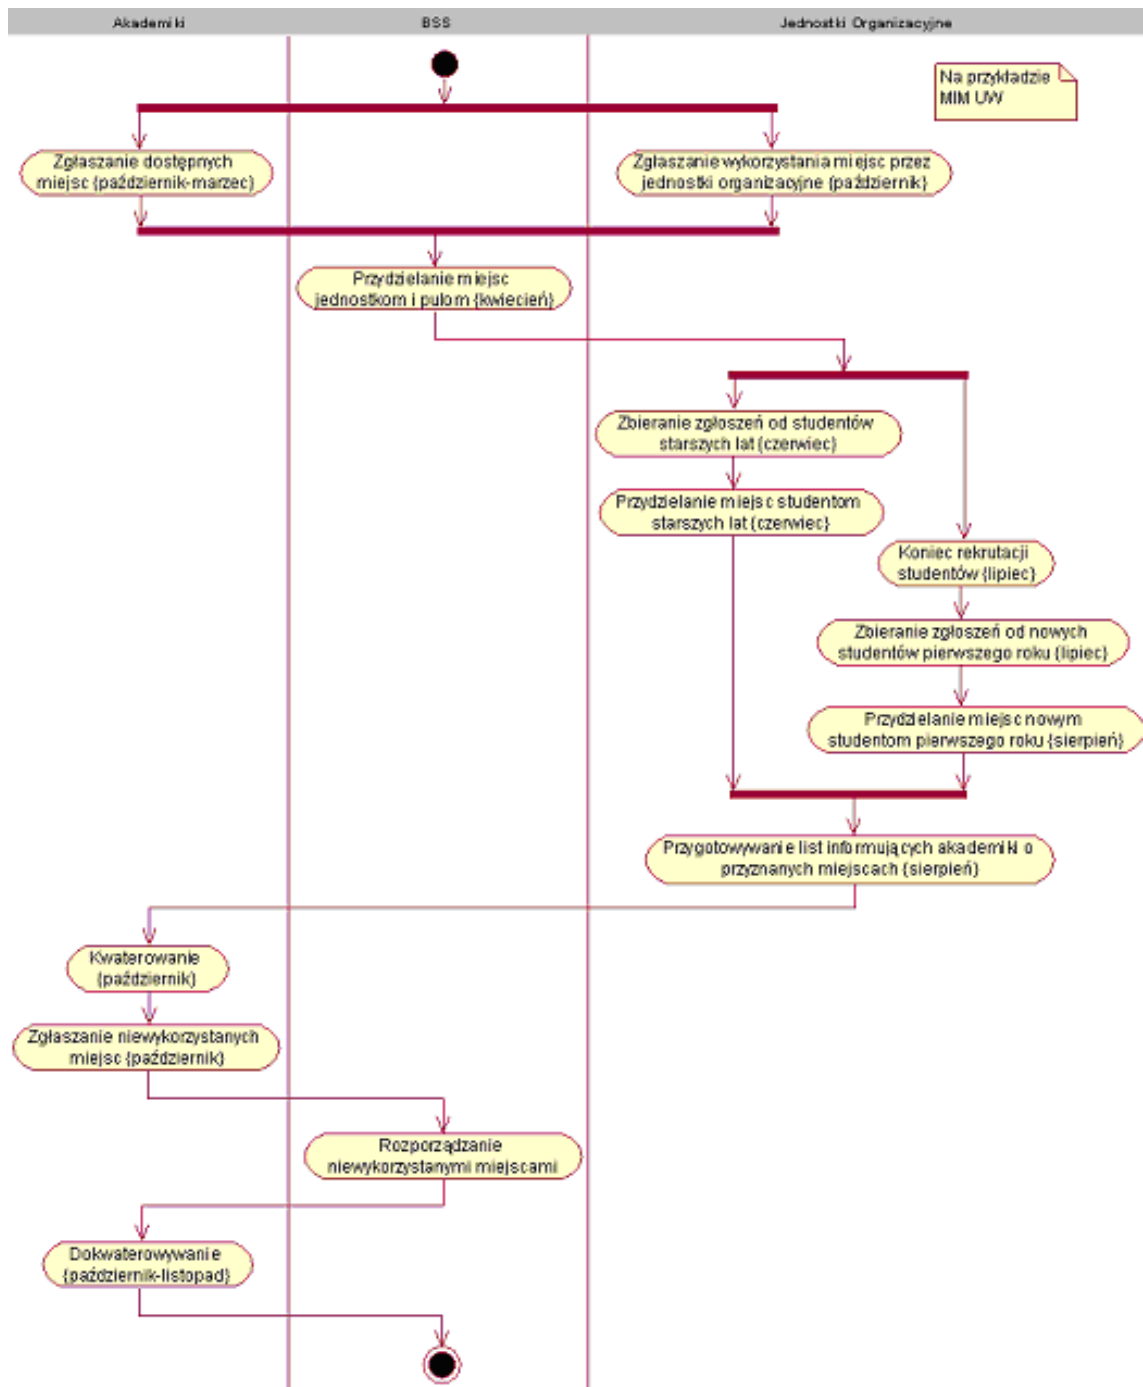 Akademiki
BSS
Jednostki Organizacyjne
Na przykładzie
MIM UW
Zgłaszanie dostępnych
miejsc {październik-marzec}
Zgłaszanie wykorzystania miejsc przez
jednostki organizacyjne {październik}
Przydzielanie miejsc
jednostkom i pulom {kwiecień}
Zbieranie zgłoszeń od studentów
starszych lat {czerwiec}
Przydzielanie miejsc studentom
starszych lat {czerwiec}
Koniec rekrutacji
studentów {lipiec}
Zbieranie zgłoszeń od nowych
studentów pierwszego roku {lipiec}
Przydzielanie miejsc nowym
studentom pierwszego roku {sierpień}
Przygotowywanie list informujących akademiki o
przyznanych miejscach {sierpień}
Kwaterowanie
{październik}
Zgłaszanie niewykorzystanych
miejsc {październik}
Rozporządzanie
niewykorzystanymi miejscami
Dokwaterowywanie
{październik-listopad}